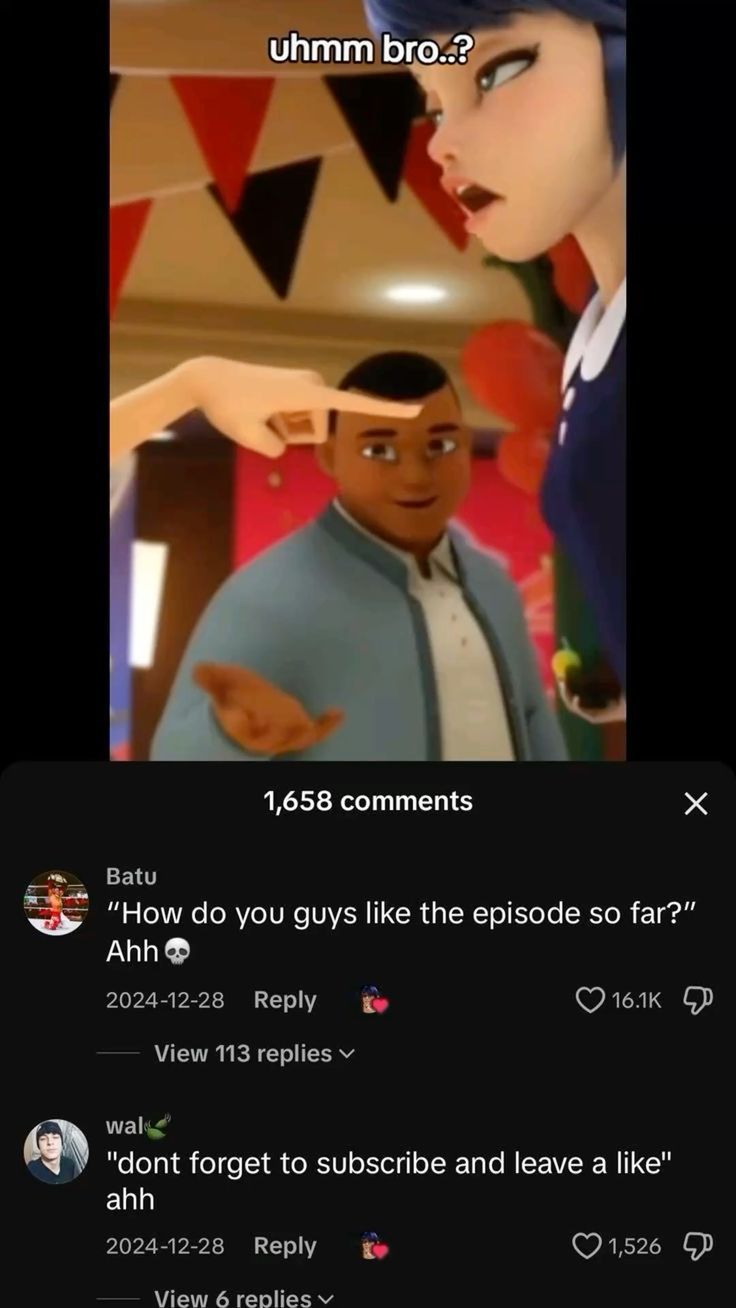 uhmm bro..?
1,658 comments
Batu
“How do you guys like the episode so far?”
Ahh💀
2024-12-28 Reply 16.1K
View 113 replies
wal🍃
"dont forget to subscribe and leave a like"
ahh
2024-12-28 Reply 1,526
View 6 replies